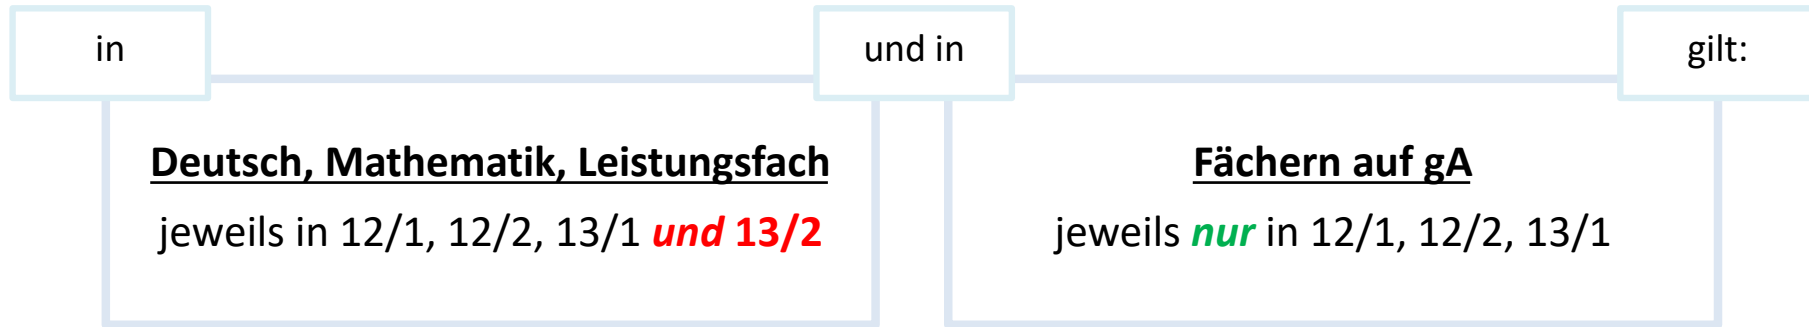 in
und in
gilt:
Deutsch, Mathematik, Leistungsfach
jeweils in 12/1, 12/2, 13/1 und 13/2
Fächern auf gA
jeweils nur in 12/1, 12/2, 13/1